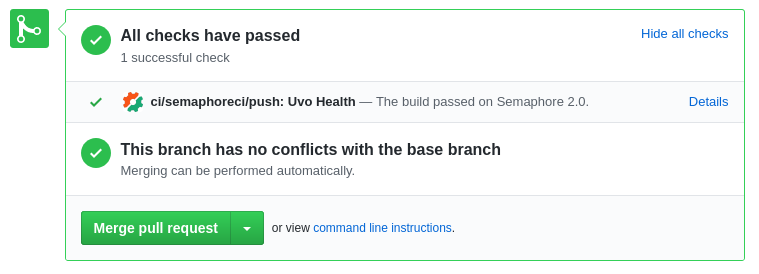 All checks have passed
Hide all checks
1 successful check
ci/semaphoreci/push: Uvo Health — The build passed on Semaphore 2.0.
Details
This branch has no conflicts with the base branch
Merging can be performed automatically.
Merge pull request
or view command line instructions.